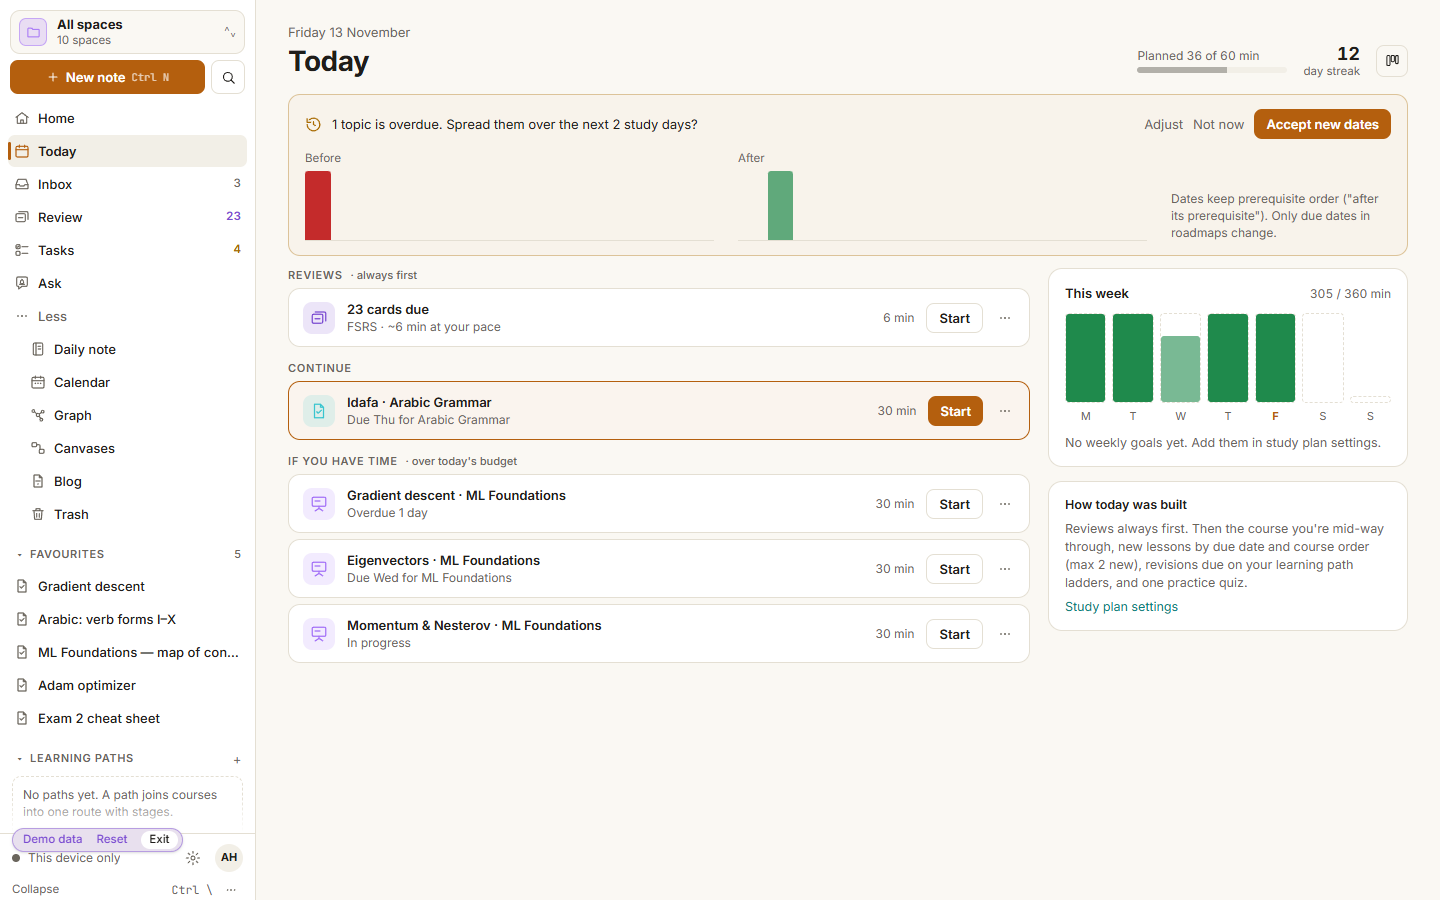 All spaces
10 spaces
New note Ctrl N
Home
Today
Inbox 3
Review 23
Tasks 4
Ask
Less
Daily note
Calendar
Graph
Canvases
Blog
Trash
FAVOURITES 5
Gradient descent
Arabic: verb forms I–X
ML Foundations — map of con...
Adam optimizer
Exam 2 cheat sheet
LEARNING PATHS +
No paths yet. A path joins courses
into one route with stages.
Demo data Reset Exit
This device only AH
Collapse Ctrl \ ...
Friday 13 November
Today
Planned 36 of 60 min
12
day streak
1 topic is overdue. Spread them over the next 2 study days?
Adjust Not now Accept new dates
Before
After
Dates keep prerequisite order ("after
its prerequisite"). Only due dates in
roadmaps change.
REVIEWS · always first
23 cards due
FSRS · ~6 min at your pace
6 min Start ...
CONTINUE
Idafa · Arabic Grammar
Due Thu for Arabic Grammar
30 min Start ...
IF YOU HAVE TIME · over today's budget
Gradient descent · ML Foundations
Overdue 1 day
30 min Start ...
Eigenvectors · ML Foundations
Due Wed for ML Foundations
30 min Start ...
Momentum & Nesterov · ML Foundations
In progress
30 min Start ...
This week 305 / 360 min
M T W T F S S
No weekly goals yet. Add them in study plan settings.
How today was built
Reviews always first. Then the course you're mid-way
through, new lessons by due date and course order
(max 2 new), revisions due on your learning path
ladders, and one practice quiz.
Study plan settings